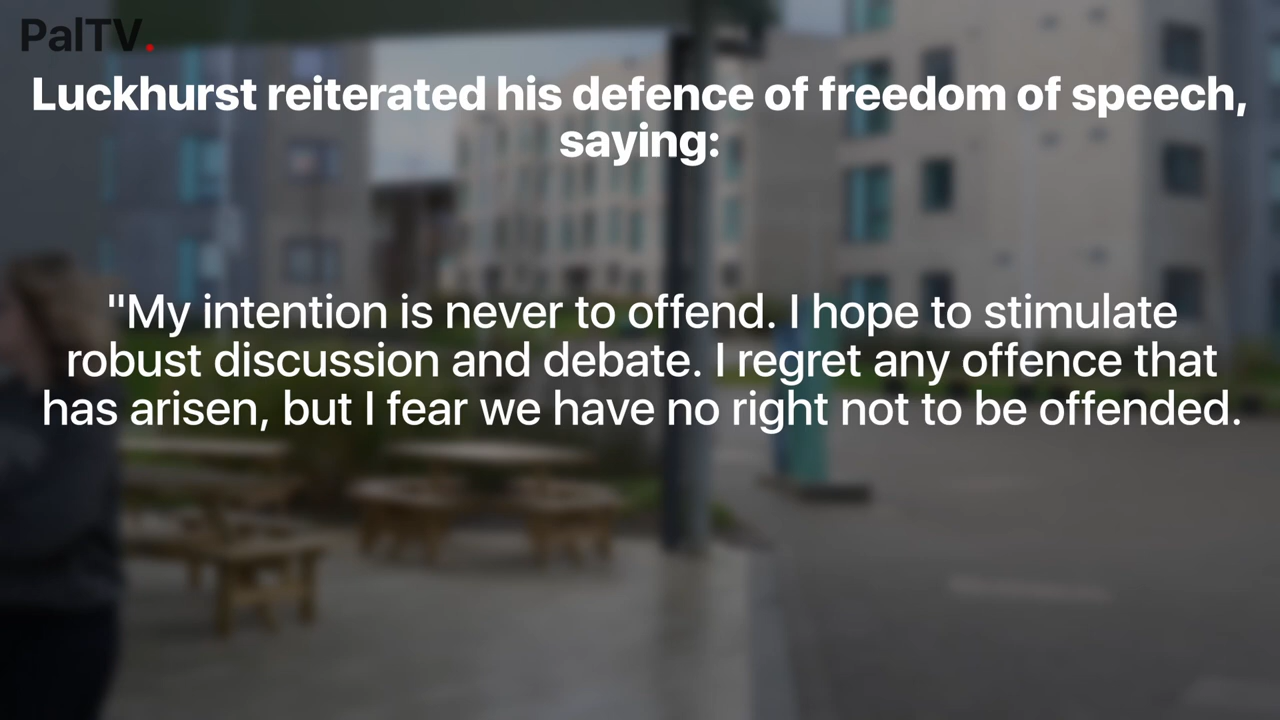 PalTV.
Luckhurst reiterated his defence of freedom of speech,
saying:
"My intention is never to offend. I hope to stimulate
robust discussion and debate. I regret any offence that
has arisen, but I fear we have no right not to be offended.